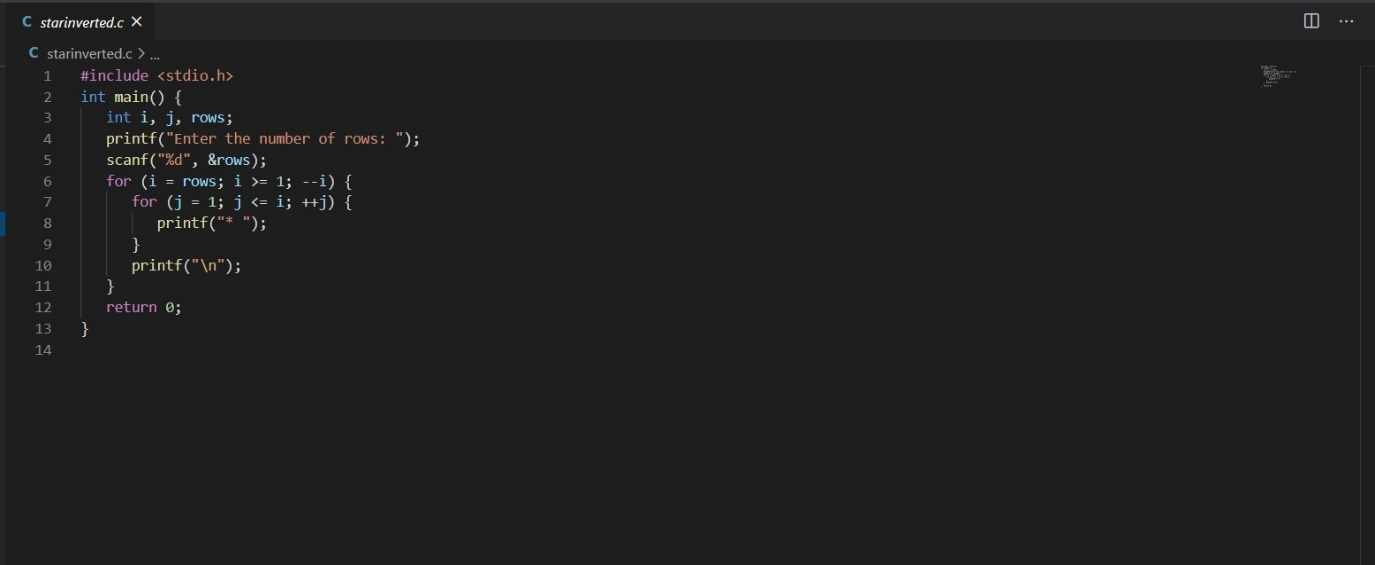 starinverted.c
starinverted.c > ...
1 #include <stdio.h>
2 int main() {
3    int i, j, rows;
4    printf("Enter the number of rows: ");
5    scanf("%d", &rows);
6    for (i = rows; i >= 1; --i) {
7       for (j = 1; j <= i; ++j) {
8          printf("* ");
9       }
10       printf("\n");
11    }
12    return 0;
13 }
14